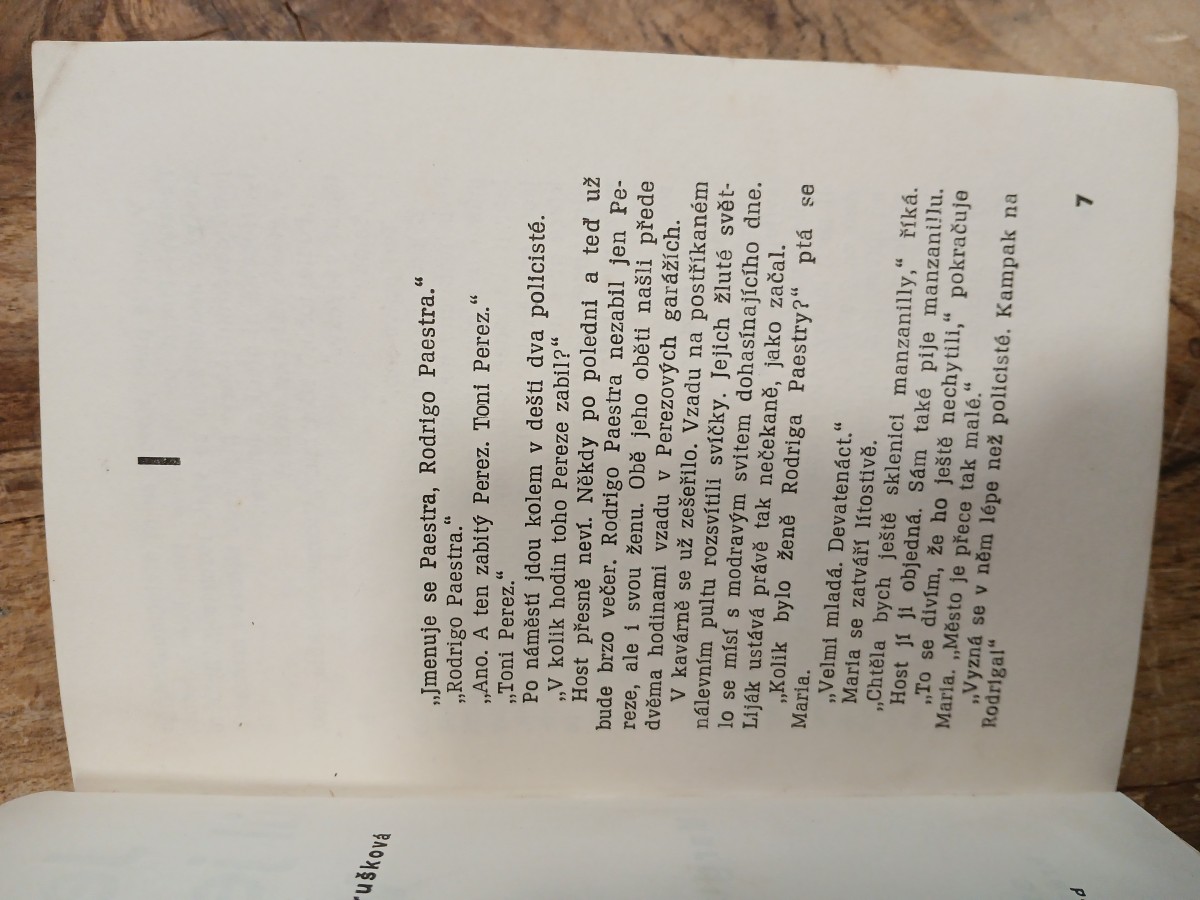 I
„Jmenuje se Paestra, Rodrigo Paestra.“
„Rodrigo Paestra.“
„Ano. A ten zabitý Perez. Toni Perez.“
„Toni Perez.“
Po náměstí jdou kolem v dešti dva policisté.
„V kolik hodin toho Pereze zabil?“
Host přesně neví. Někdy po poledni a teď už
bude brzo večer. Rodrigo Paestra nezabil jen Pe-
reze, ale i svou ženu. Obě jeho oběti našli přede
dvěma hodinami vzadu v Perezových garážích.
V kavárně se už zešeřilo. Vzadu na postříkaném
nálevním pultu rozsvítili svíčky. Jejich žluté svět-
lo se mísí s modravým svitem dohasínajícího dne.
Liják ustává právě tak nečekaně, jako začal.
„Kolik bylo ženě Rodriga Paestry?“ ptá se
Maria.
„Velmi mladá. Devatenáct.“
Maria se zatváří lítostivě.
„Chtěla bych ještě sklenici manzanilly,“ říká.
Host jí ji objedná. Sám také pije manzanillu.
„To se divím, že ho ještě nechytili,“ pokračuje
Maria. „Město je přece tak malé.“
„Vyzná se v něm lépe než policisté. Kampak na
Rodriga!“
7
rušková